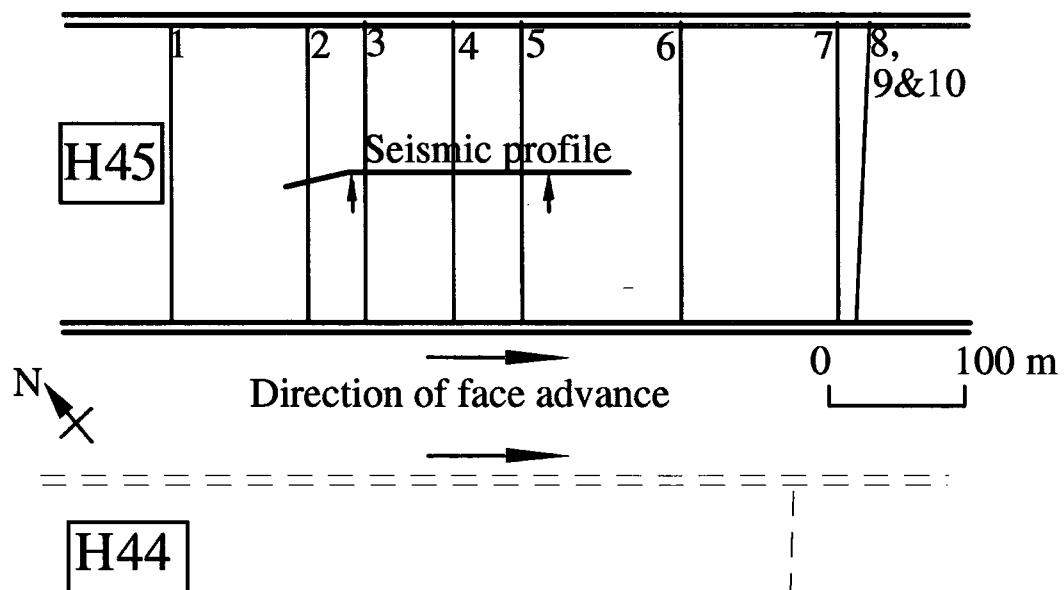 1 2 3 4 5 6 7 8,
9&10
H45
Seismic profile
0 100 m
N
Direction of face advance
H44